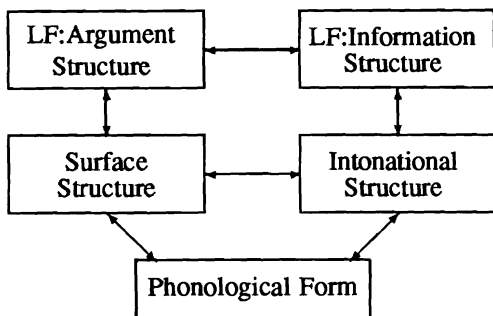 LF:Argument
Structure
LF:Information
Structure
Surface
Structure
Intonational
Structure
Phonological Form